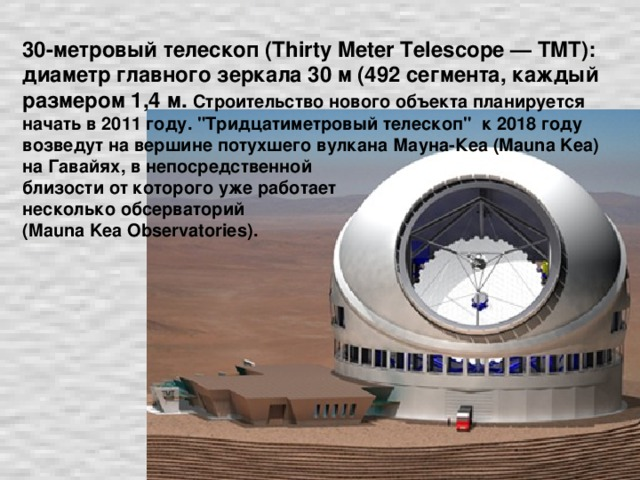 30-метровый телескоп (Thirty Meter Telescope — TMT):
диаметр главного зеркала 30 м (492 сегмента, каждый
размером 1,4 м. Строительство нового объекта планируется
начать в 2011 году. "Тридцатиметровый телескоп" к 2018 году
возведут на вершине потухшего вулкана Мауна-Кеа (Mauna Kea)
на Гавайях, в непосредственной
близости от которого уже работает
несколько обсерваторий
(Mauna Kea Observatories).